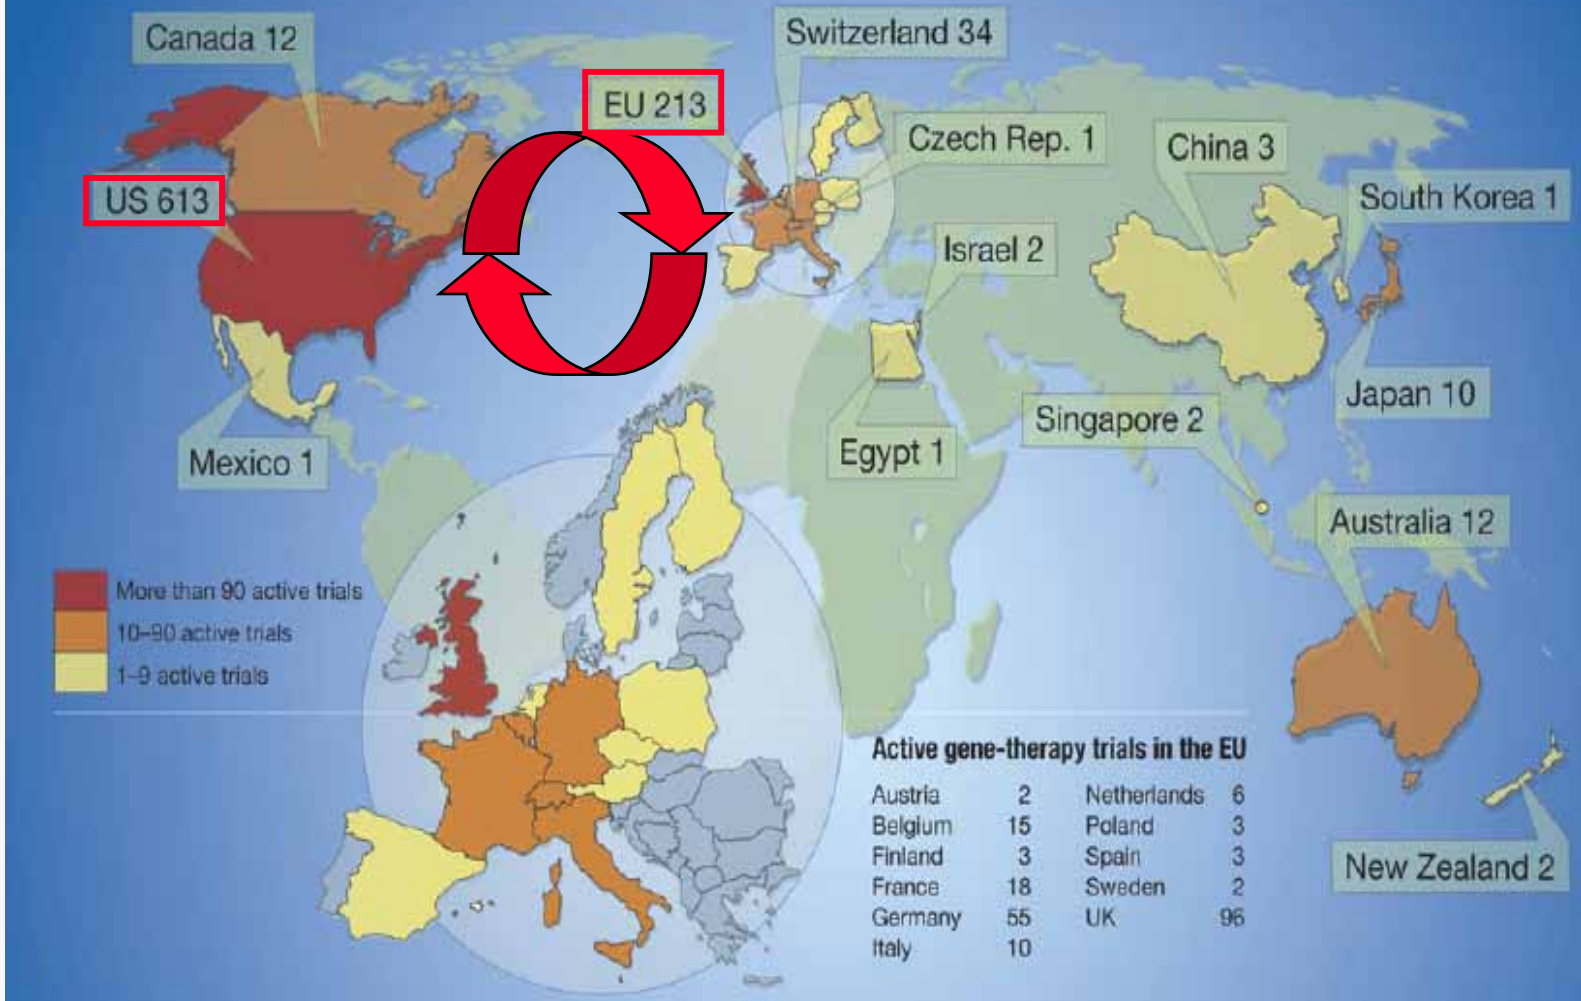 Canada 12
Switzerland 34
EU 213
Czech Rep. 1
China 3
US 613
South Korea 1
Israel 2
Japan 10
Singapore 2
Mexico 1
Egypt 1
Australia 12
More than 90 active trials
10–90 active trials
1–9 active trials
Active gene-therapy trials in the EU
Austria 2 Netherlands 6
Belgium 15 Poland 3
Finland 3 Spain 3
France 18 Sweden 2
Germany 55 UK 96
Italy 10
New Zealand 2